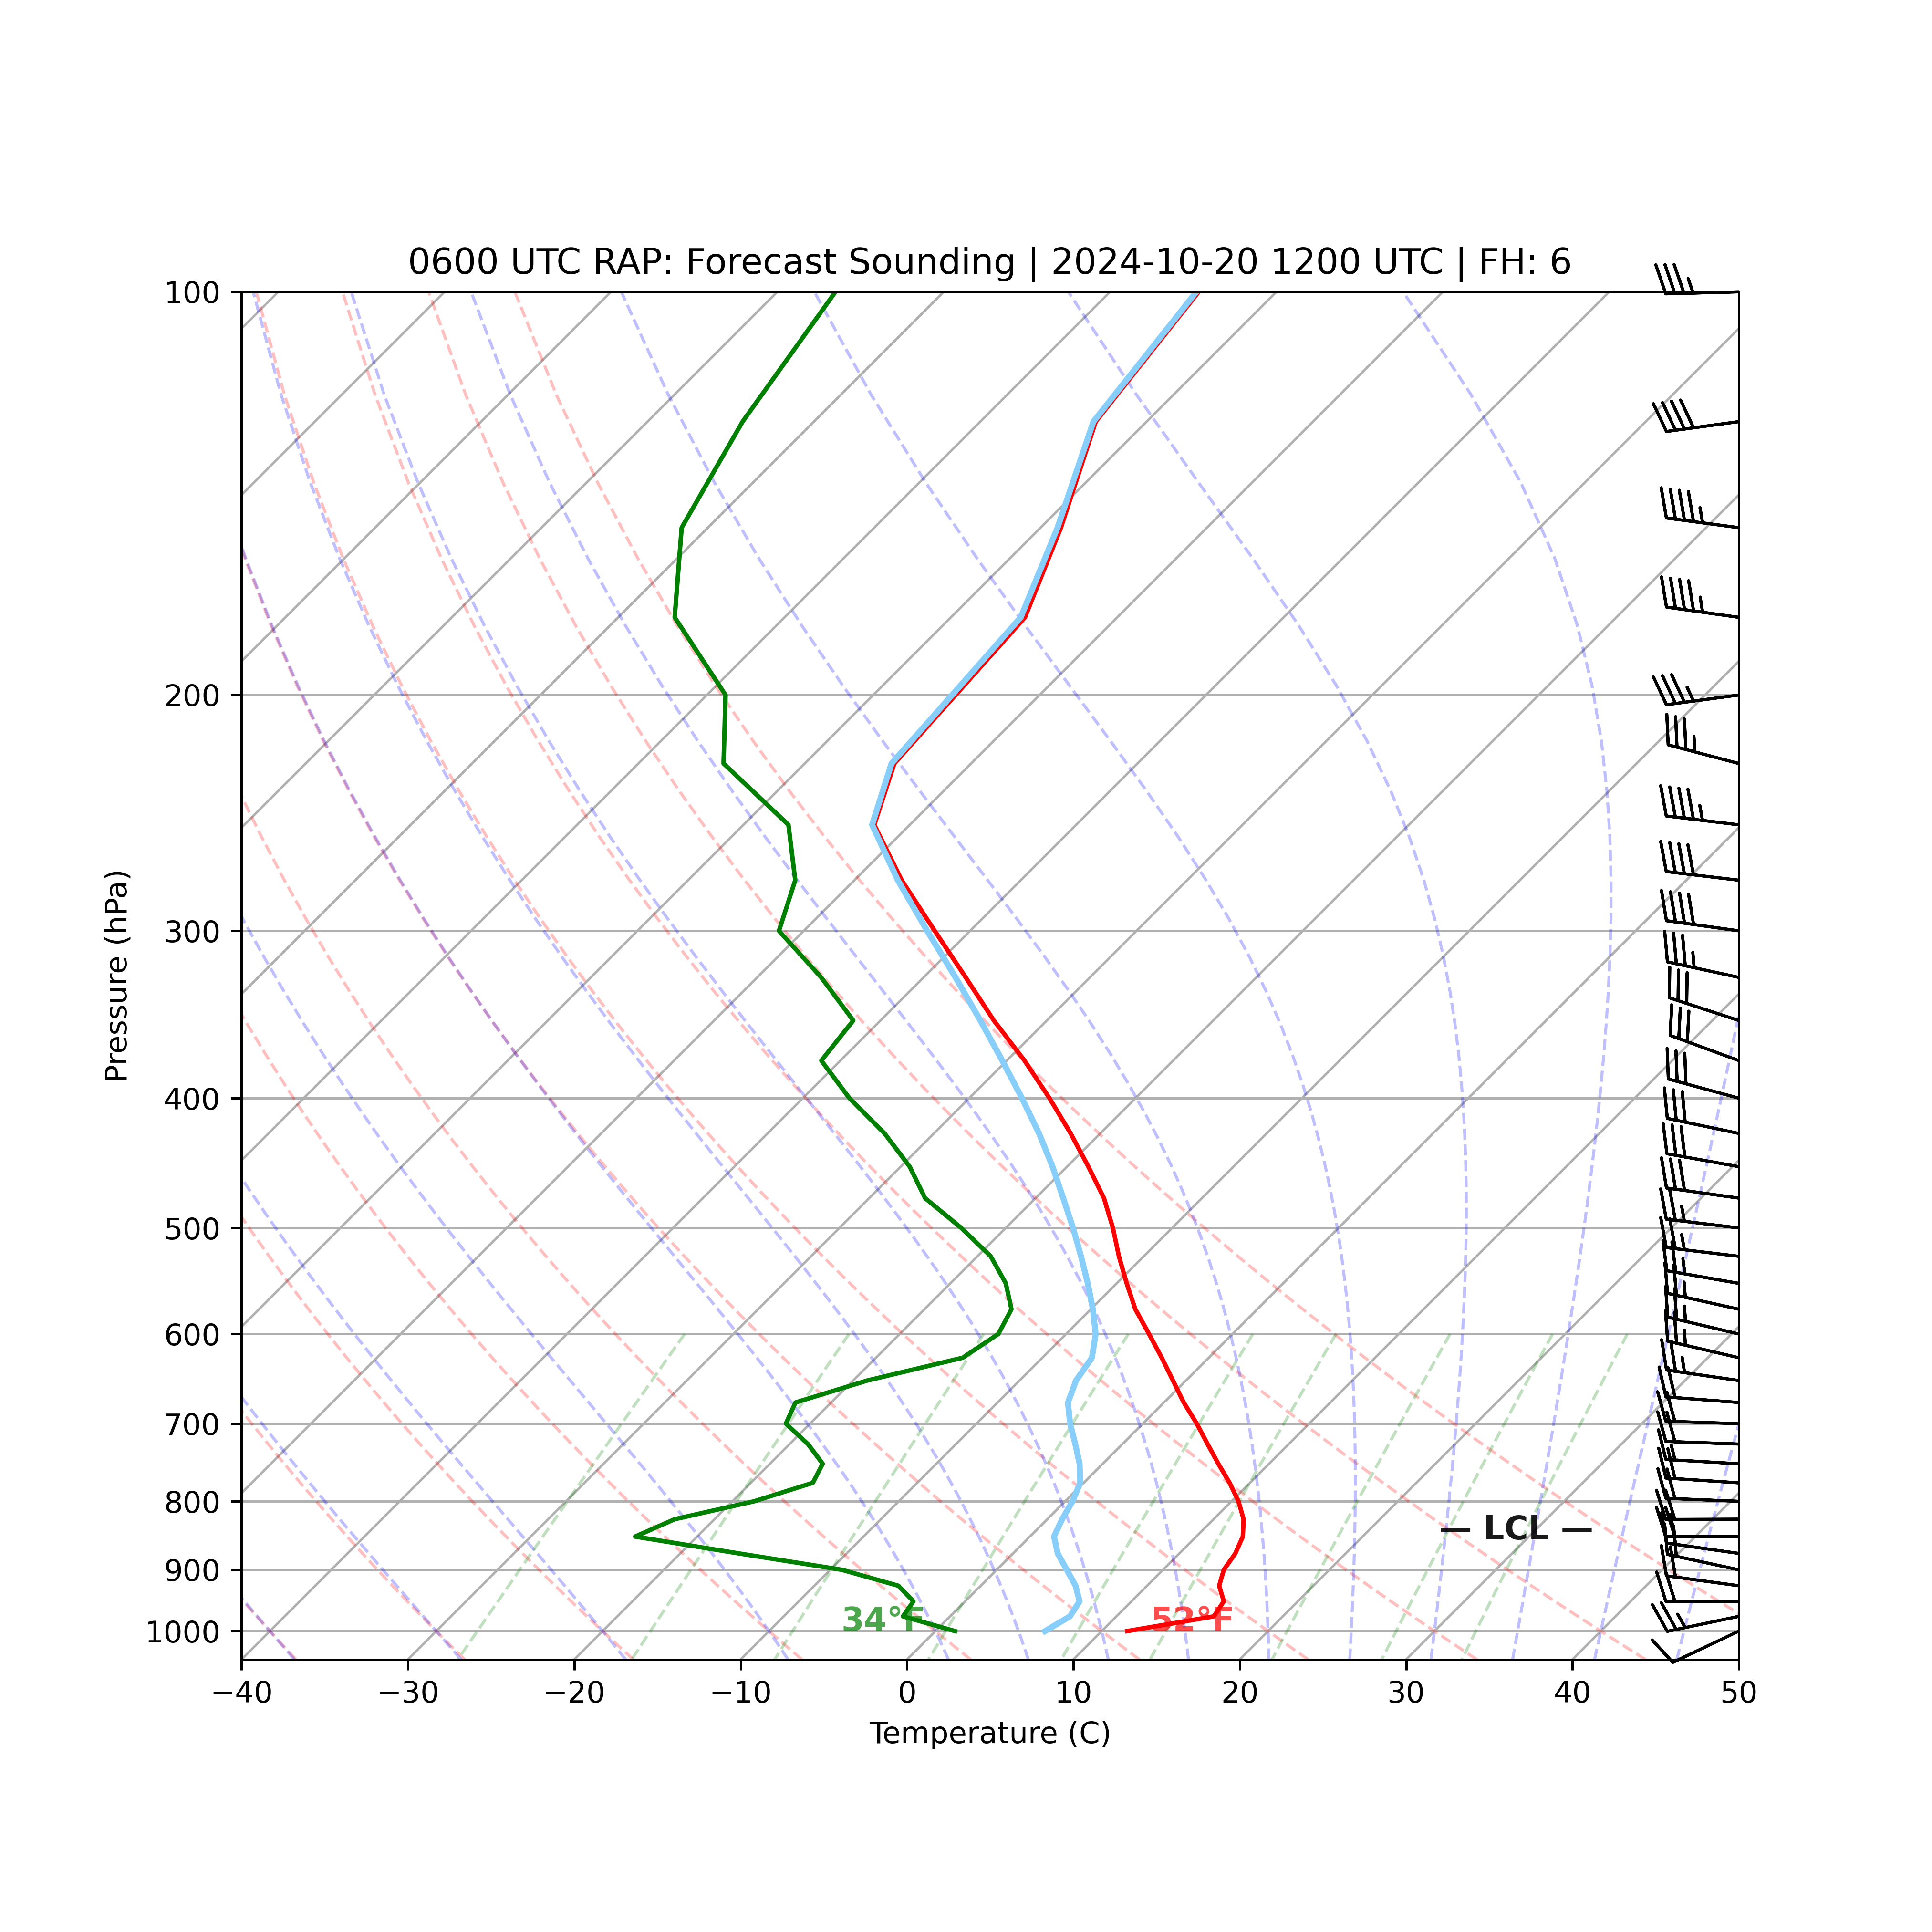 0600 UTC RAP: Forecast Sounding | 2024-10-20 1200 UTC | FH: 6
100
200
300
400
500
600
700
800
900
1000
Pressure (hPa)
— LCL —
34°F
52°F
−40 −30 −20 −10 0 10 20 30 40 50
Temperature (C)